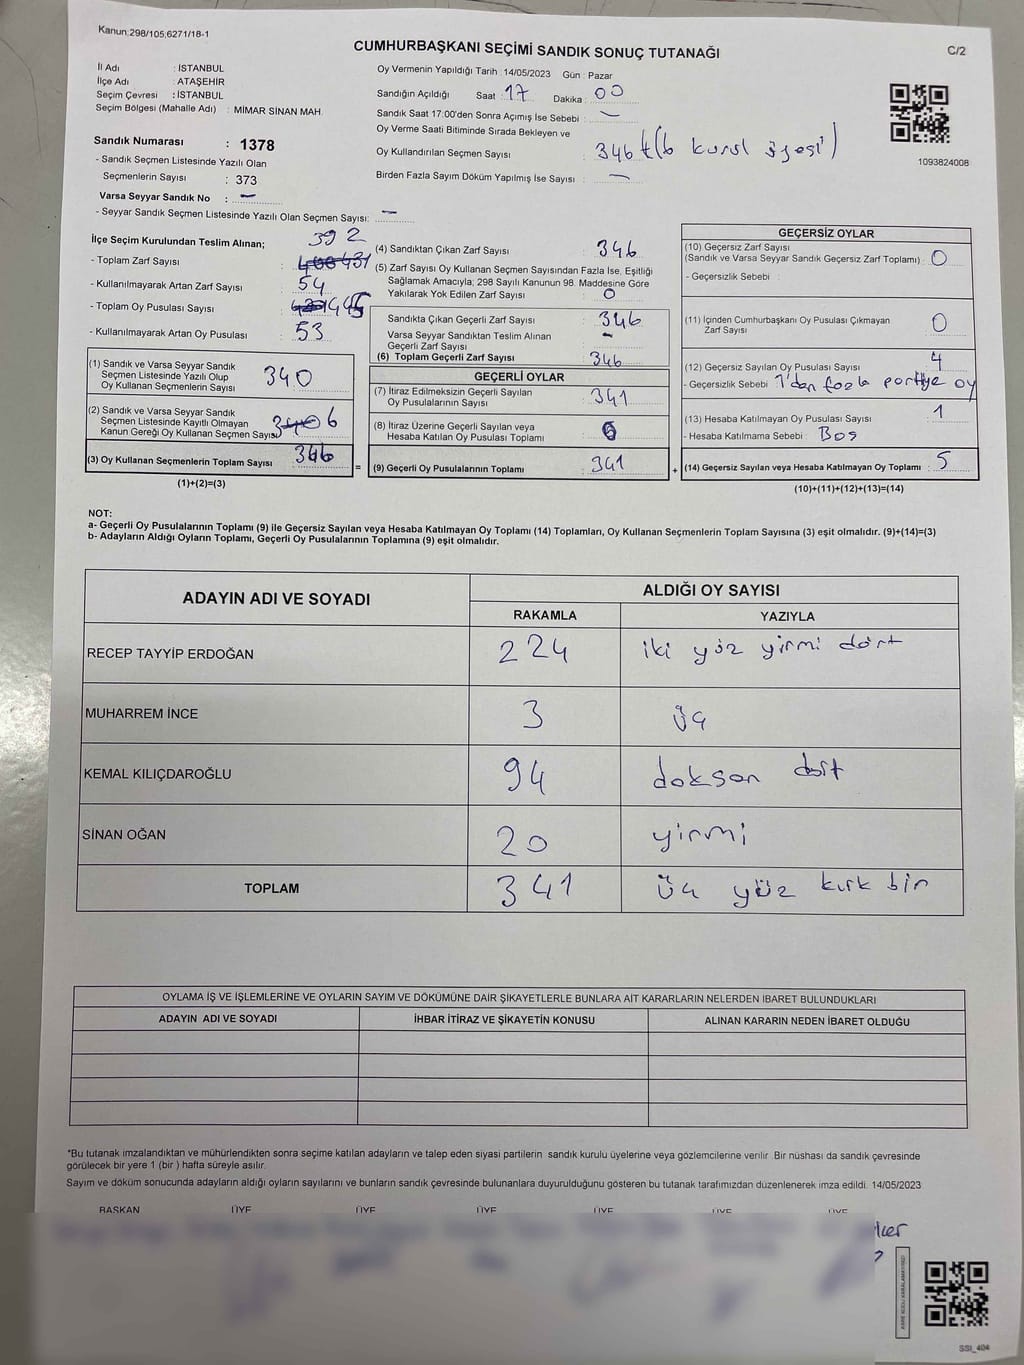 Kanun;298/105;6271/18-1
CUMHURBAŞKANI SEÇİMİ SANDIK SONUÇ TUTANAĞI
C/2
İl Adı : İSTANBUL
İlçe Adı : ATAŞEHİR
Seçim Çevresi : İSTANBUL
Seçim Bölgesi (Mahalle Adı) : MİMAR SİNAN MAH.
Sandık Numarası : 1378
- Sandık Seçmen Listesinde Yazılı Olan
Seçmenlerin Sayısı : 373
Varsa Seyyar Sandık No : —
- Seyyar Sandık Seçmen Listesinde Yazılı Olan Seçmen Sayısı: —
Oy Vermenin Yapıldığı Tarih : 14/05/2023 Gün : Pazar
Sandığın Açıldığı Saat : 17 Dakika : 00
Sandık Saat 17:00'den Sonra Açımış İse Sebebi : —
Oy Verme Saati Bitiminde Sırada Bekleyen ve
Oy Kullandırılan Seçmen Sayısı : 346 + (6 kurul üyesi)
Birden Fazla Sayım Döküm Yapılmış İse Sayısı : —
1093824008
İlçe Seçim Kurulundan Teslim Alınan;
- Toplam Zarf Sayısı : 392
- Kullanılmayarak Artan Zarf Sayısı : 54
- Toplam Oy Pusulası Sayısı :
- Kullanılmayarak Artan Oy Pusulası : 53
(1) Sandık ve Varsa Seyyar Sandık
Seçmen Listesinde Yazılı Olup
Oy Kullanan Seçmenlerin Sayısı 340
(2) Sandık ve Varsa Seyyar Sandık
Seçmen Listesinde Kayıtlı Olmayan
Kanun Gereği Oy Kullanan Seçmen Sayısı 6
(3) Oy Kullanan Seçmenlerin Toplam Sayısı 346
(1)+(2)=(3)
(4) Sandıktan Çıkan Zarf Sayısı : 346
(5) Zarf Sayısı Oy Kullanan Seçmen Sayısından Fazla İse, Eşitliği
Sağlamak Amacıyla; 298 Sayılı Kanunun 98. Maddesine Göre
Yakılarak Yok Edilen Zarf Sayısı : 0
Sandıkta Çıkan Geçerli Zarf Sayısı : 346
Varsa Seyyar Sandıktan Teslim Alınan
Geçerli Zarf Sayısı : —
(6) Toplam Geçerli Zarf Sayısı : 346
GEÇERLİ OYLAR
(7) İtiraz Edilmeksizin Geçerli Sayılan
Oy Pusulalarının Sayısı : 341
(8) İtiraz Üzerine Geçerli Sayılan veya
Hesaba Katılan Oy Pusulası Toplamı :
= (9) Geçerli Oy Pusulalarının Toplamı : 341
GEÇERSİZ OYLAR
(10) Geçersiz Zarf Sayısı
(Sandık ve Varsa Seyyar Sandık Geçersiz Zarf Toplamı) : 0
- Geçersizlik Sebebi :
(11) İçinden Cumhurbaşkanı Oy Pusulası Çıkmayan
Zarf Sayısı : 0
(12) Geçersiz Sayılan Oy Pusulası Sayısı : 4
- Geçersizlik Sebebi : 1'den fazla partiye oy
(13) Hesaba Katılmayan Oy Pusulası Sayısı : 1
- Hesaba Katılmama Sebebi : Boş
+ (14) Geçersiz Sayılan veya Hesaba Katılmayan Oy Toplamı : 5
(10)+(11)+(12)+(13)=(14)
NOT:
a- Geçerli Oy Pusulalarının Toplamı (9) ile Geçersiz Sayılan veya Hesaba Katılmayan Oy Toplamı (14) Toplamları, Oy Kullanan Seçmenlerin Toplam Sayısına (3) eşit olmalıdır. (9)+(14)=(3)
b- Adayların Aldığı Oyların Toplamı, Geçerli Oy Pusulalarının Toplamına (9) eşit olmalıdır.
ADAYIN ADI VE SOYADI
ALDIĞI OY SAYISI
RAKAMLA YAZIYLA
RECEP TAYYİP ERDOĞAN 224 iki yüz yirmi dört
MUHARREM İNCE 3 üç
KEMAL KILIÇDAROĞLU 94 doksan dört
SİNAN OĞAN 20 yirmi
TOPLAM 341 üç yüz kırk bir
OYLAMA İŞ VE İŞLEMLERİNE VE OYLARIN SAYIM VE DÖKÜMÜNE DAİR ŞİKAYETLERLE BUNLARA AİT KARARLARIN NELERDEN İBARET BULUNDUKLARI
ADAYIN ADI VE SOYADI İHBAR İTİRAZ VE ŞİKAYETİN KONUSU ALINAN KARARIN NEDEN İBARET OLDUĞU
*Bu tutanak imzalandıktan ve mühürlendikten sonra seçime katılan adayların ve talep eden siyasi partilerin sandık kurulu üyelerine veya gözlemcilerine verilir. Bir nüshası da sandık çevresinde
görülecek bir yere 1 (bir ) hafta süreyle asılır.
Sayım ve döküm sonucunda adayların aldığı oyların sayılarını ve bunların sandık çevresinde bulunanlara duyurulduğunu gösteren bu tutanak tarafımızdan düzenlenerek imza edildi. 14/05/2023
BAŞKAN ÜYE ÜYE ÜYE ÜYE ÜYE ÜYE
SSI_404